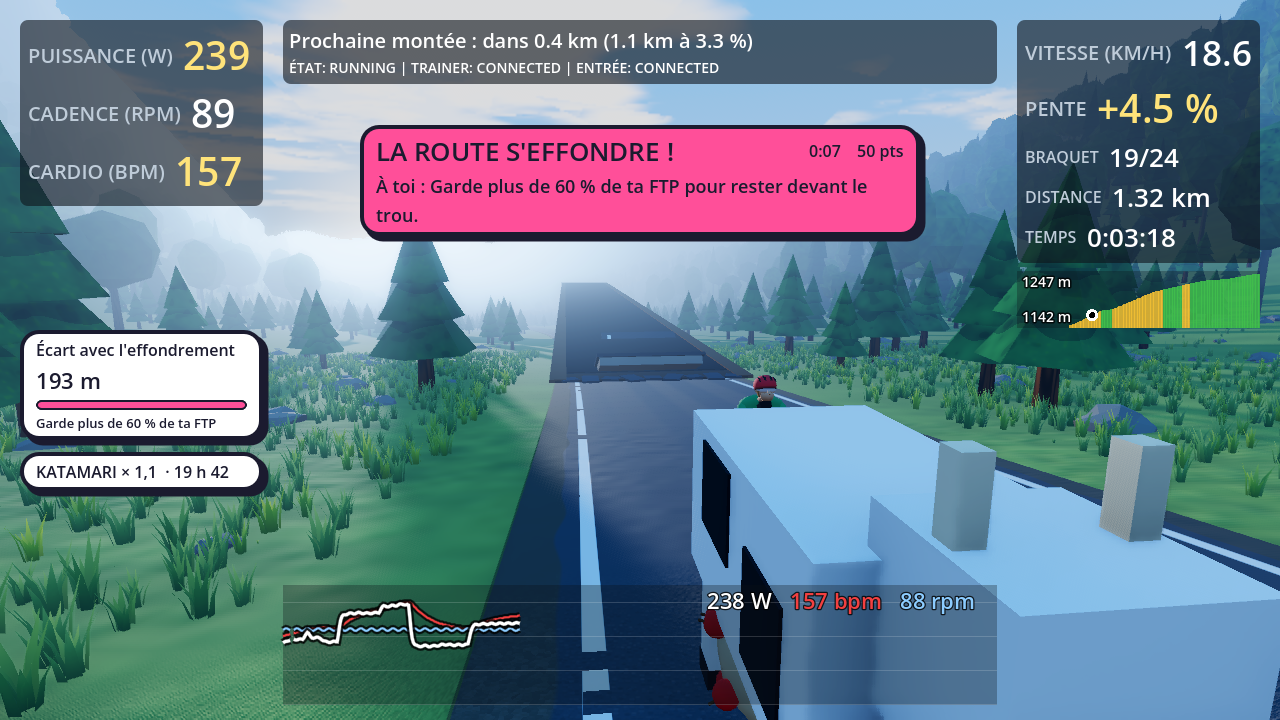 PUISSANCE (W) 239
CADENCE (RPM) 89
CARDIO (BPM) 157
Prochaine montée : dans 0.4 km (1.1 km à 3.3 %)
ÉTAT: RUNNING | TRAINER: CONNECTED | ENTRÉE: CONNECTED
VITESSE (KM/H) 18.6
PENTE +4.5 %
BRAQUET 19/24
DISTANCE 1.32 km
TEMPS 0:03:18
1247 m
1142 m
LA ROUTE S'EFFONDRE ! 0:07 50 pts
À toi : Garde plus de 60 % de ta FTP pour rester devant le
trou.
Écart avec l'effondrement
193 m
Garde plus de 60 % de ta FTP
KATAMARI × 1,1 · 19 h 42
238 W 157 bpm 88 rpm